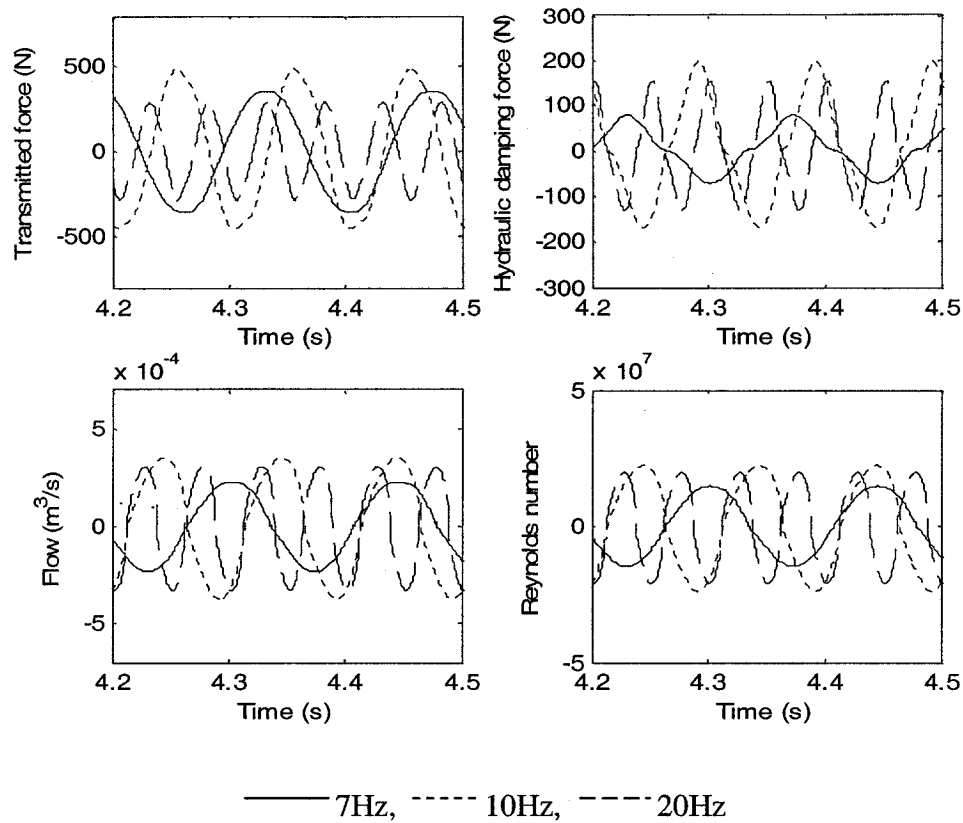 Transmitted force (N)
500
0
-500
4.2 4.3 4.4 4.5
Time (s)
Hydraulic damping force (N)
300
200
100
0
-100
-200
-300
4.2 4.3 4.4 4.5
Time (s)
x 10⁻⁴
Flow (m³/s)
5
0
-5
4.2 4.3 4.4 4.5
Time (s)
x 10⁷
Reynolds number
5
0
-5
4.2 4.3 4.4 4.5
Time (s)
7Hz, 10Hz, 20Hz